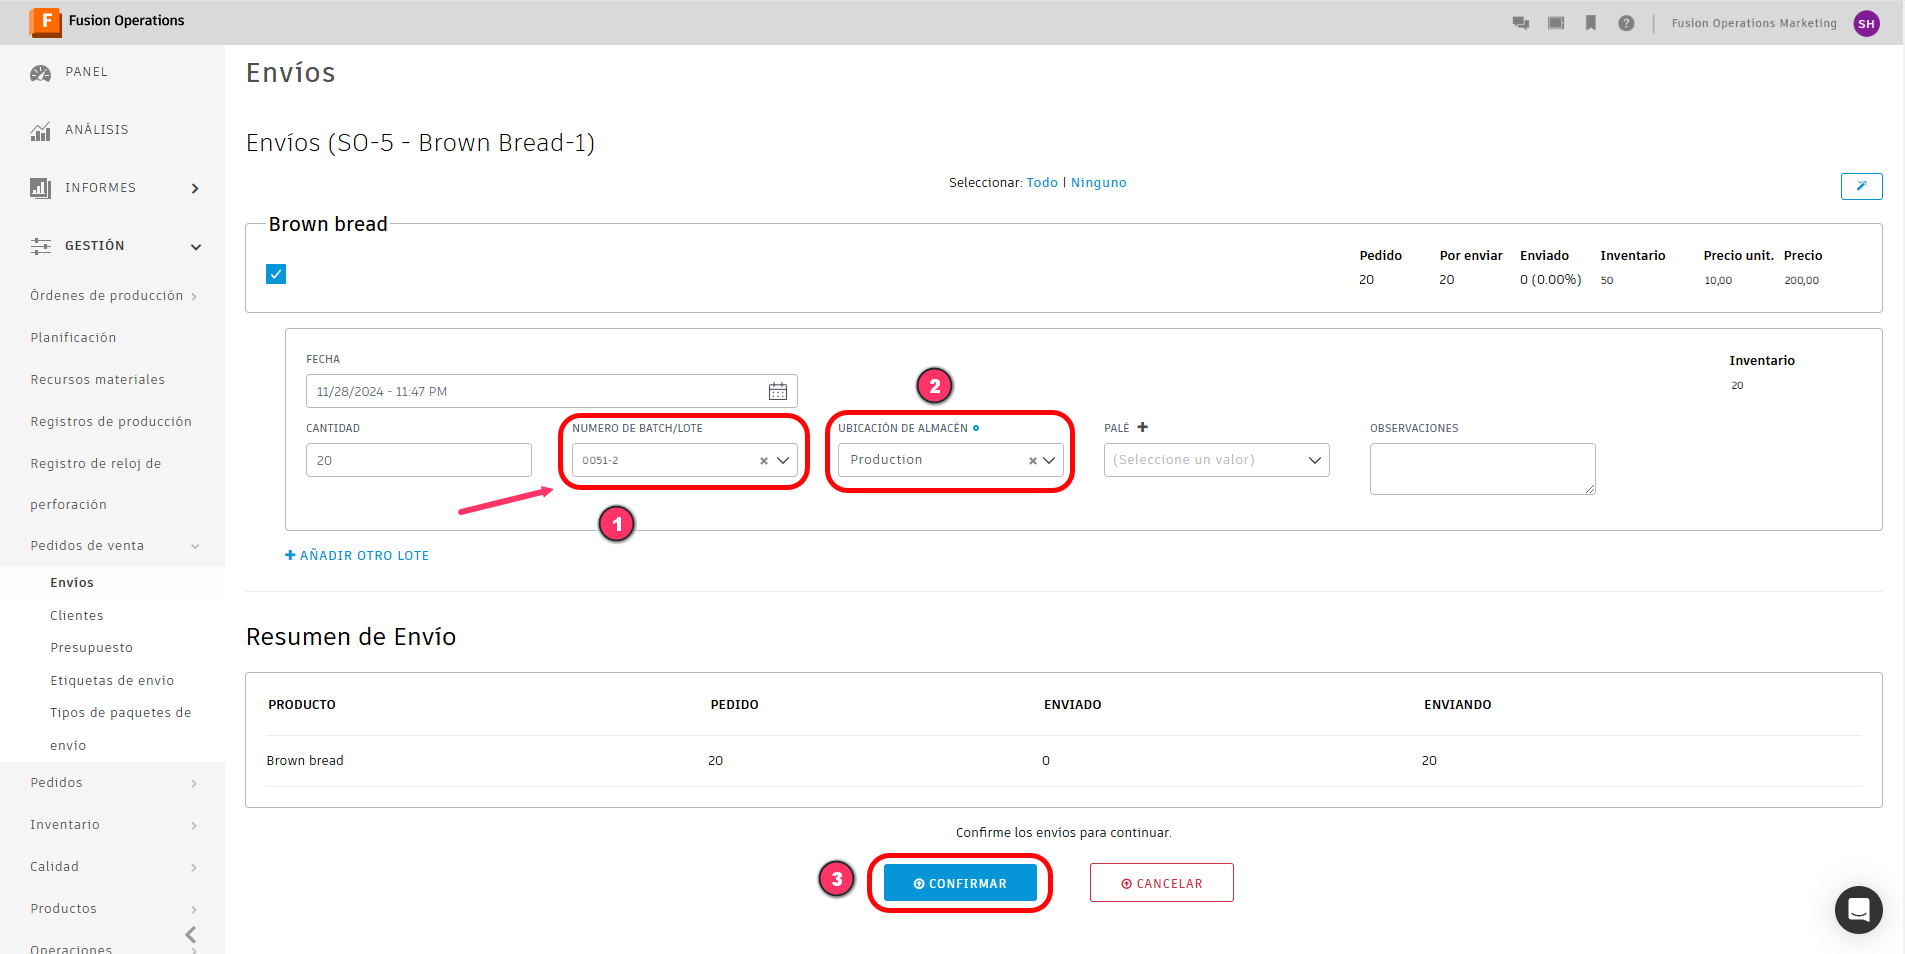 F Fusion Operations
Fusion Operations Marketing SH
PANEL
ANÁLISIS
INFORMES
GESTIÓN
Órdenes de producción
Planificación
Recursos materiales
Registros de producción
Registro de reloj de
perforación
Pedidos de venta
Envíos
Clientes
Presupuesto
Etiquetas de envío
Tipos de paquetes de
envío
Pedidos
Inventario
Calidad
Productos
Operaciones
Envíos
Envíos (SO-5 - Brown Bread-1)
Seleccionar: Todo | Ninguno
Brown bread
Pedido Por enviar Enviado Inventario Precio unit. Precio
20 20 0 (0.00%) 50 10,00 200,00
FECHA
11/28/2024 - 11:47 PM
Inventario
20
2
CANTIDAD NUMERO DE BATCH/LOTE UBICACIÓN DE ALMACÉN PALÉ OBSERVACIONES
20 0051-2 Production (Seleccione un valor)
1
AÑADIR OTRO LOTE
Resumen de Envío
PRODUCTO PEDIDO ENVIADO ENVIANDO
Brown bread 20 0 20
Confirme los envíos para continuar.
3
CONFIRMAR CANCELAR